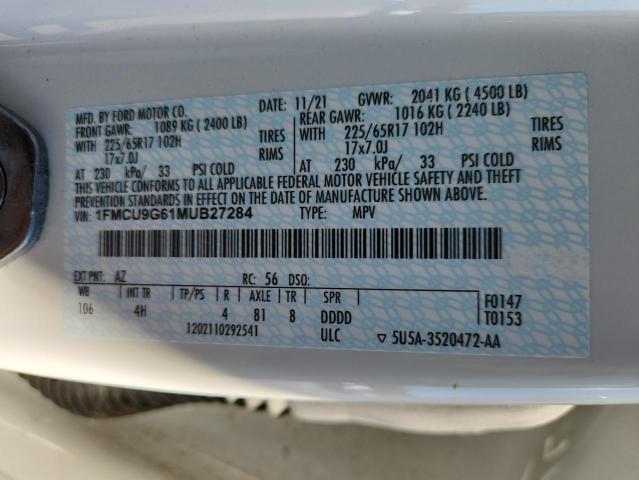 MFD. BY FORD MOTOR CO. DATE: 11/21 GVWR: 2041 KG ( 4500 LB)
FRONT GAWR: 1089 KG ( 2400 LB) REAR GAWR: 1016 KG ( 2240 LB)
WITH 225/65R17 102H TIRES WITH 225/65R17 102H TIRES
17x7.0J RIMS 17x7.0J RIMS
AT 230 kPa/ 33 PSI COLD AT 230 kPa/ 33 PSI COLD
THIS VEHICLE CONFORMS TO ALL APPLICABLE FEDERAL MOTOR VEHICLE SAFETY AND THEFT
PREVENTION STANDARDS IN EFFECT ON THE DATE OF MANUFACTURE SHOWN ABOVE.
VIN: 1FMCU9G61MUB27284 TYPE: MPV
EXT PNT: AZ RC: 56 DSO:
WB INT TR TP/PS R AXLE TR SPR F0147
106 4H 4 81 8 DDDD T0153
1202110292541 ULC ▽ 5U5A-3520472-AA